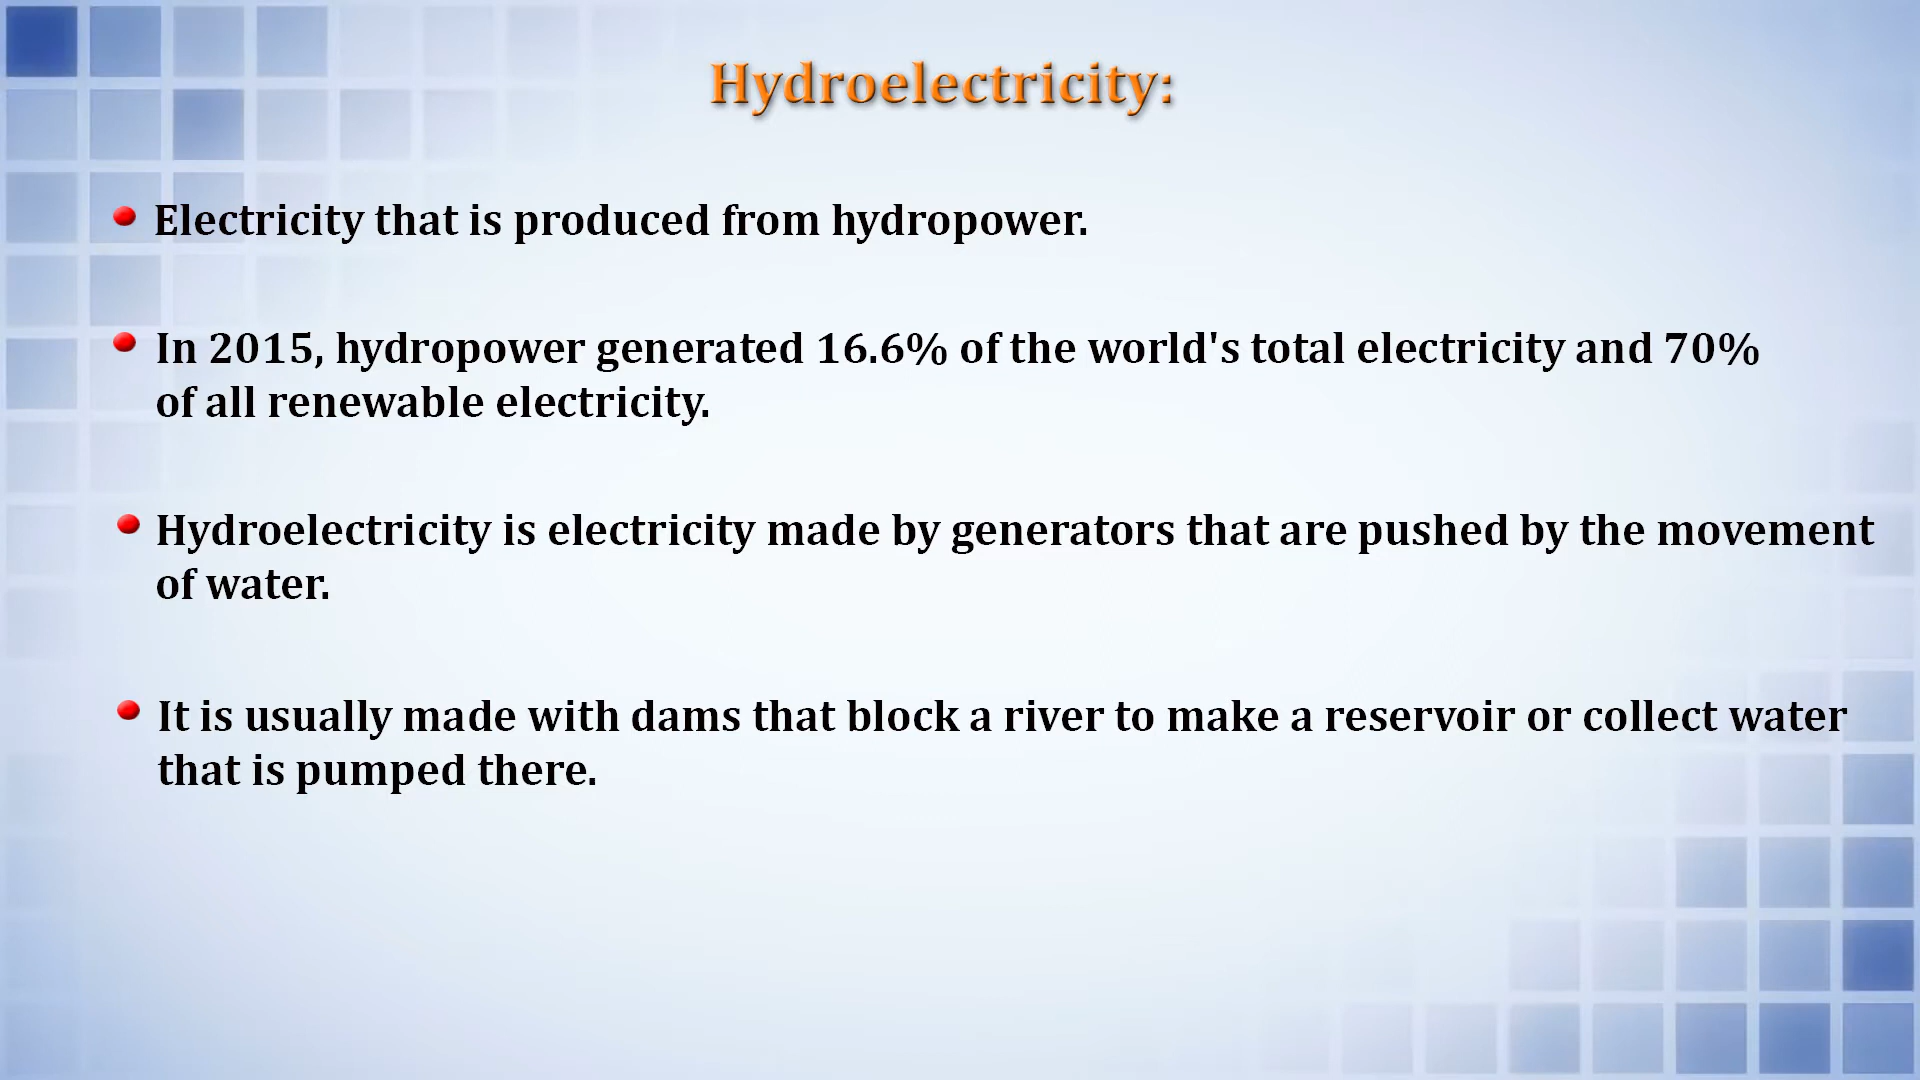 Hydroelectricity:
Electricity that is produced from hydropower.
In 2015, hydropower generated 16.6% of the world's total electricity and 70%
of all renewable electricity.
Hydroelectricity is electricity made by generators that are pushed by the movement
of water.
It is usually made with dams that block a river to make a reservoir or collect water
that is pumped there.